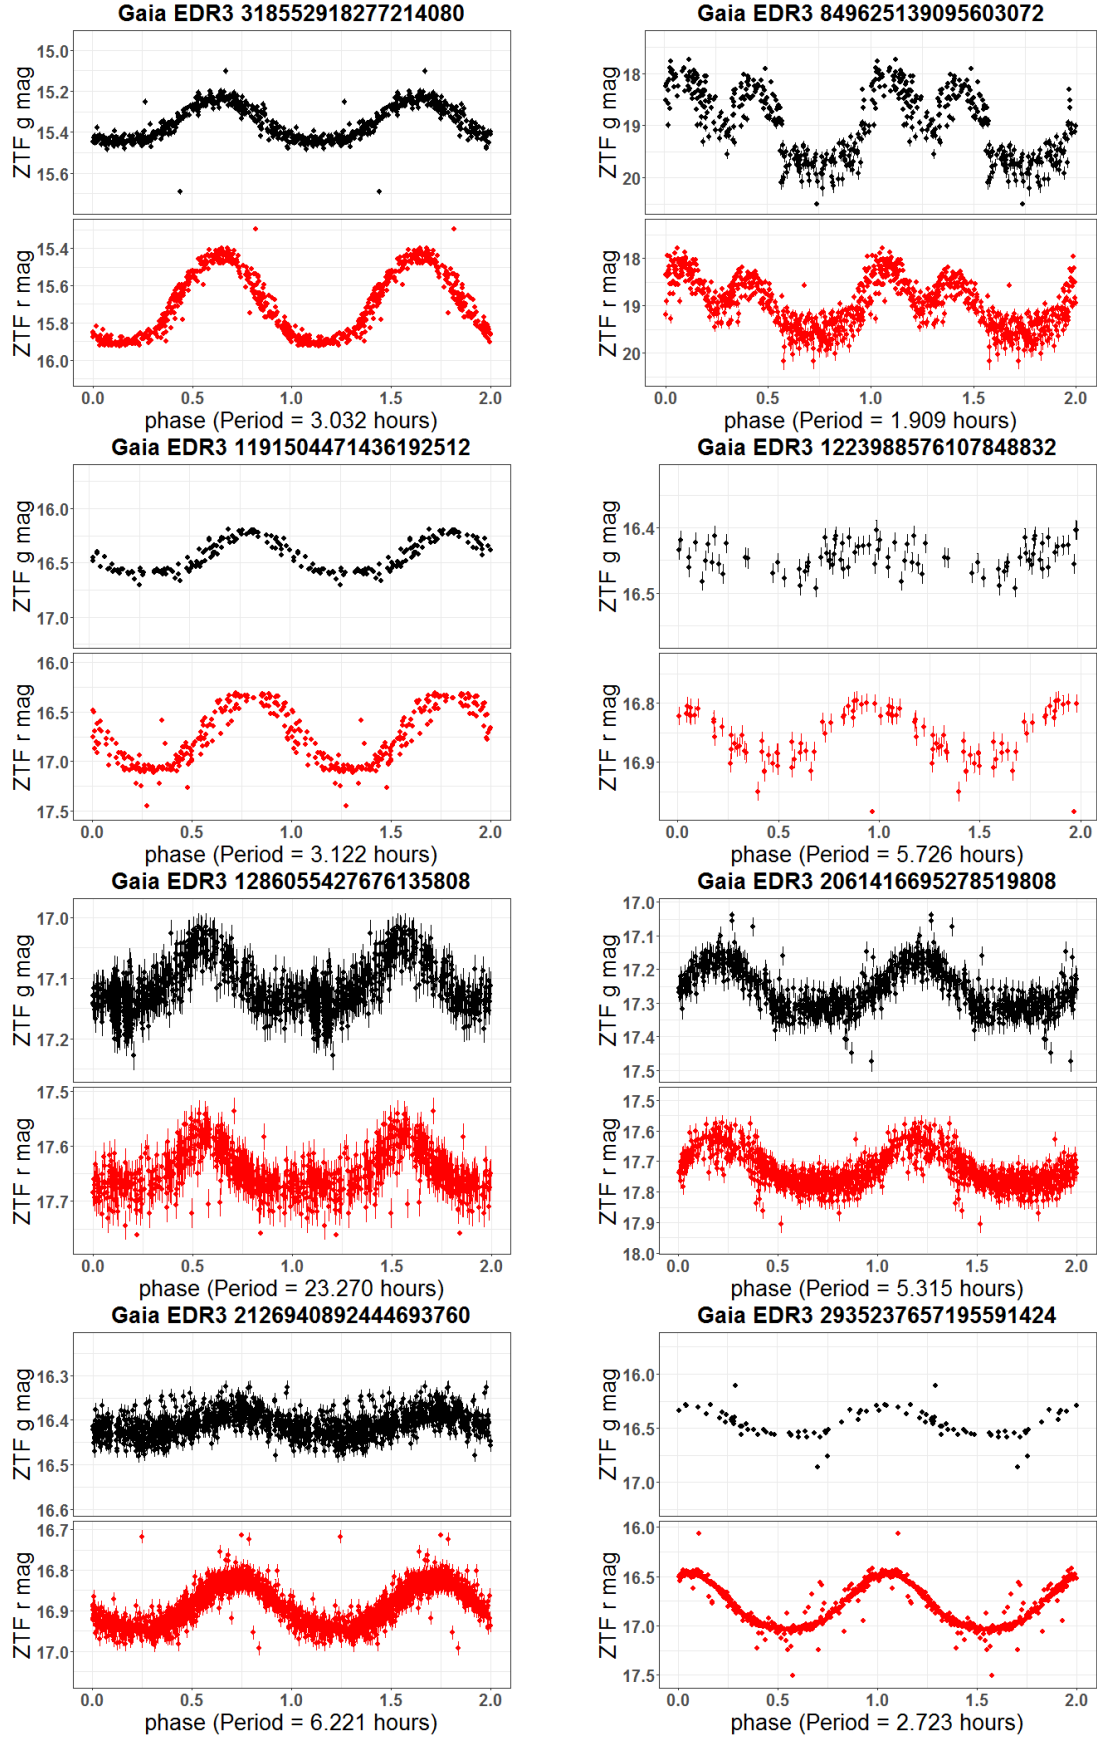 Gaia EDR3 318552918277214080
ZTF g mag
15.0
15.2
15.4
15.6
ZTF r mag
15.4
15.6
15.8
16.0
0.0 0.5 1.0 1.5 2.0
phase (Period = 3.032 hours)
Gaia EDR3 849625139095603072
ZTF g mag
18
19
20
ZTF r mag
18
19
20
0.0 0.5 1.0 1.5 2.0
phase (Period = 1.909 hours)
Gaia EDR3 1191504471436192512
ZTF g mag
16.0
16.5
17.0
ZTF r mag
16.0
16.5
17.0
17.5
0.0 0.5 1.0 1.5 2.0
phase (Period = 3.122 hours)
Gaia EDR3 1223988576107848832
ZTF g mag
16.4
16.5
ZTF r mag
16.8
16.9
0.0 0.5 1.0 1.5 2.0
phase (Period = 5.726 hours)
Gaia EDR3 1286055427676135808
ZTF g mag
17.0
17.1
17.2
ZTF r mag
17.5
17.6
17.7
0.0 0.5 1.0 1.5 2.0
phase (Period = 23.270 hours)
Gaia EDR3 2061416695278519808
ZTF g mag
17.0
17.1
17.2
17.3
17.4
17.5
ZTF r mag
17.5
17.6
17.7
17.8
17.9
18.0
0.0 0.5 1.0 1.5 2.0
phase (Period = 5.315 hours)
Gaia EDR3 2126940892444693760
ZTF g mag
16.3
16.4
16.5
16.6
ZTF r mag
16.7
16.8
16.9
17.0
0.0 0.5 1.0 1.5 2.0
phase (Period = 6.221 hours)
Gaia EDR3 2935237657195591424
ZTF g mag
16.0
16.5
17.0
ZTF r mag
16.0
16.5
17.0
17.5
0.0 0.5 1.0 1.5 2.0
phase (Period = 2.723 hours)